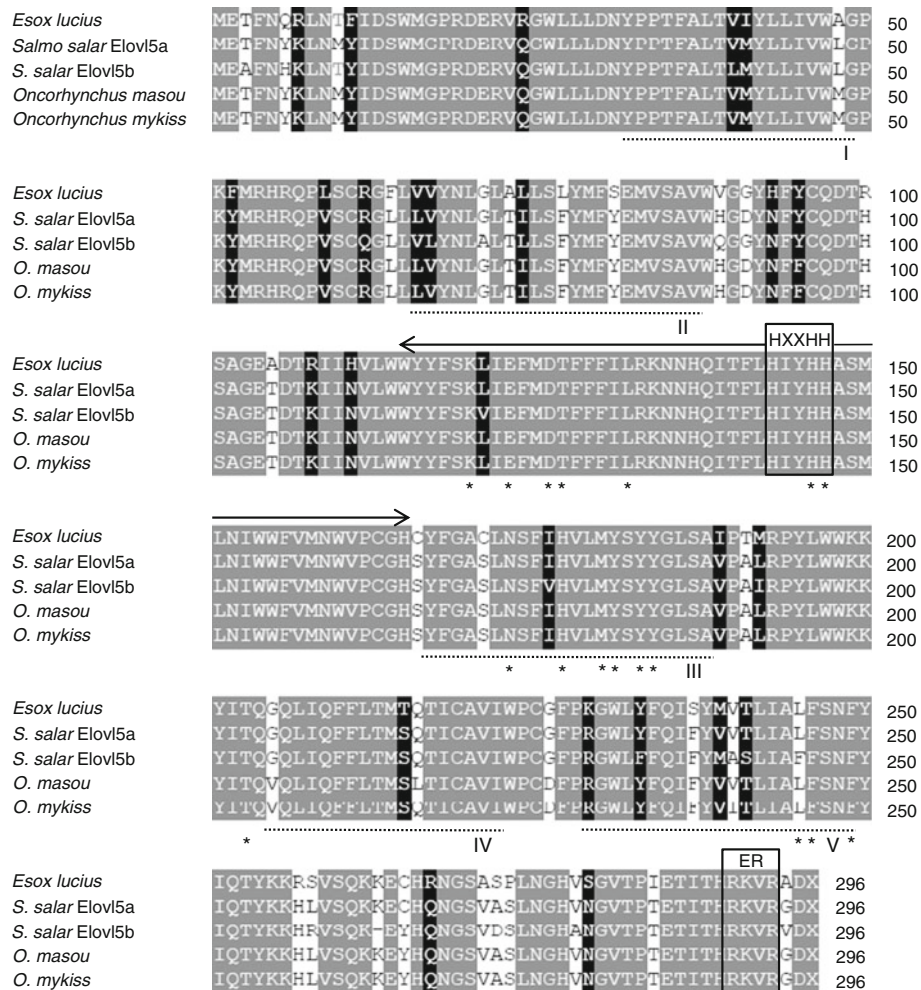 Esox lucius METFNQRLNTFIDSWMGPRDERVRGWLLLDNYPPTFALTVIYLLIVWAGP 50
Salmo salar Elovl5a METFNYKLNMYIDSWMGPRDERVQCWLLLDNYPPTFALTVMYLLIVWLGP 50
S. salar Elovl5b MEAFNHKLNTYIDSWMGPRDERVQGWLLLDNYPPTFALTLMYLLIVWLGP 50
Oncorhynchus masou METFNYKLNMYIDSWMGPRDERVQGWLLLDNYPPTFALTVMYLLIVWMGP 50
Oncorhynchus mykiss METFNYKLNMYIDSWMGPRDERVQGWLLLDNYPPTFALTVMYLLIVWMGP 50
I
Esox lucius KFMRHRQPLSCRGFLVVYNLGLALLSLYMFSEMVSAVWVGGYHFYCQDTR 100
S. salar Elovl5a KYMRHRQPVSCRGLLLVYNLGLTILSFYMFYEMVSAVWHGDYNFYCQDTH 100
S. salar Elovl5b KYMRHRQPVSCQGLLVLYNLALTLLSFYMFYEMVSAVWQGGYNFYCQDTH 100
O. masou KYMRHRQPVSCRGLLLVYNLGLTILSFYMFYEMVSAVWHGDYNFFCQDTH 100
O. mykiss KYMRHRQPVSCRGLLLVYNLGLTILSFYMFYEMVSAVWHGDYNFFCQDTH 100
II
HXXHH
Esox lucius SAGEADTRIIHVLWWYYFSKLIEFMDTFFFILRKNNHQITFLHIYHHASM 150
S. salar Elovl5a SAGETDTKIINVLWWYYFSKLIEFMDTFFFILRKNNHQITFLHIYHHASM 150
S. salar Elovl5b SAGETDTKIINVLWWYYFSKVIEFMDTFFFILRKNNHQITFLHIYHHASM 150
O. masou SAGETDTKIINVLWWYYFSKLIEFMDTFFFILRKNNHQITFLHIYHHASM 150
O. mykiss SAGETDTKIINVLWWYYFSKLIEFMDTFFFILRKNNHQITFLHIYHHASM 150
* * * * * * *
Esox lucius LNIWWFVMNWVPCGHCYFGACLNSFIHVLMYSYYGLSAIPTMRPYLWWKK 200
S. salar Elovl5a LNIWWFVMNWVPCGHSYFGASLNSFIHVLMYSYYGLSAVPALRPYLWWKK 200
S. salar Elovl5b LNIWWFVMNWVPCGHSYFGASLNSFVHVLMYSYYGLSAVPAIRPYLWWKK 200
O. masou LNIWWFVMNWVPCGHSYFGASLNSFIHVLMYSYYGLSAVPALRPYLWWKK 200
O. mykiss LNIWWFVMNWVPCGHSYFGASLNSFIHVLMYSYYGLSAVPALRPYLWWKK 200
* * * * * * III
Esox lucius YITQGQLIQFFLTMTQTICAVIWPCGFPKGWLYFQISYMVTLIALFSNFY 250
S. salar Elovl5a YITQGQLIQFFLTMSQTICAVIWPCGFPRGWLYFQIFYVVTLIALFSNFY 250
S. salar Elovl5b YITQGQLIQFFLTMSQTICAVIWPCGFPRGWLFFQIFYMASLIAFFSNFY 250
O. masou YITQVQLIQFFLTMSLTICAVIWPCDFPRGWLYFQIFYVVTLIALFSNFY 250
O. mykiss YITQVQLIQFFLTMSLTICAVIWPCDFPRGWLYFQIFYVITLIALFSNFY 250
* IV * * V *
ER
Esox lucius IQTYKKRSVSQKKECHRNGSASPLNGHVSGVTPIETITHRKVRADX 296
S. salar Elovl5a IQTYKKHLVSQKKECHQNGSVASLNGHVNGVTPTETITHRKVRGDX 296
S. salar Elovl5b IQTYKKHRVSQK-EYHQNGSVDSLNGHANGVTPTETITHRKVRVDX 296
O. masou IQTYKKHLVSQKKEYHQNGSVASLNGHVNGVTPTETITHRKVRGDX 296
O. mykiss IQTYKKHLVSQKKEYHQNGSVASLNGHVNGVTPTETITHRKVRGDX 296